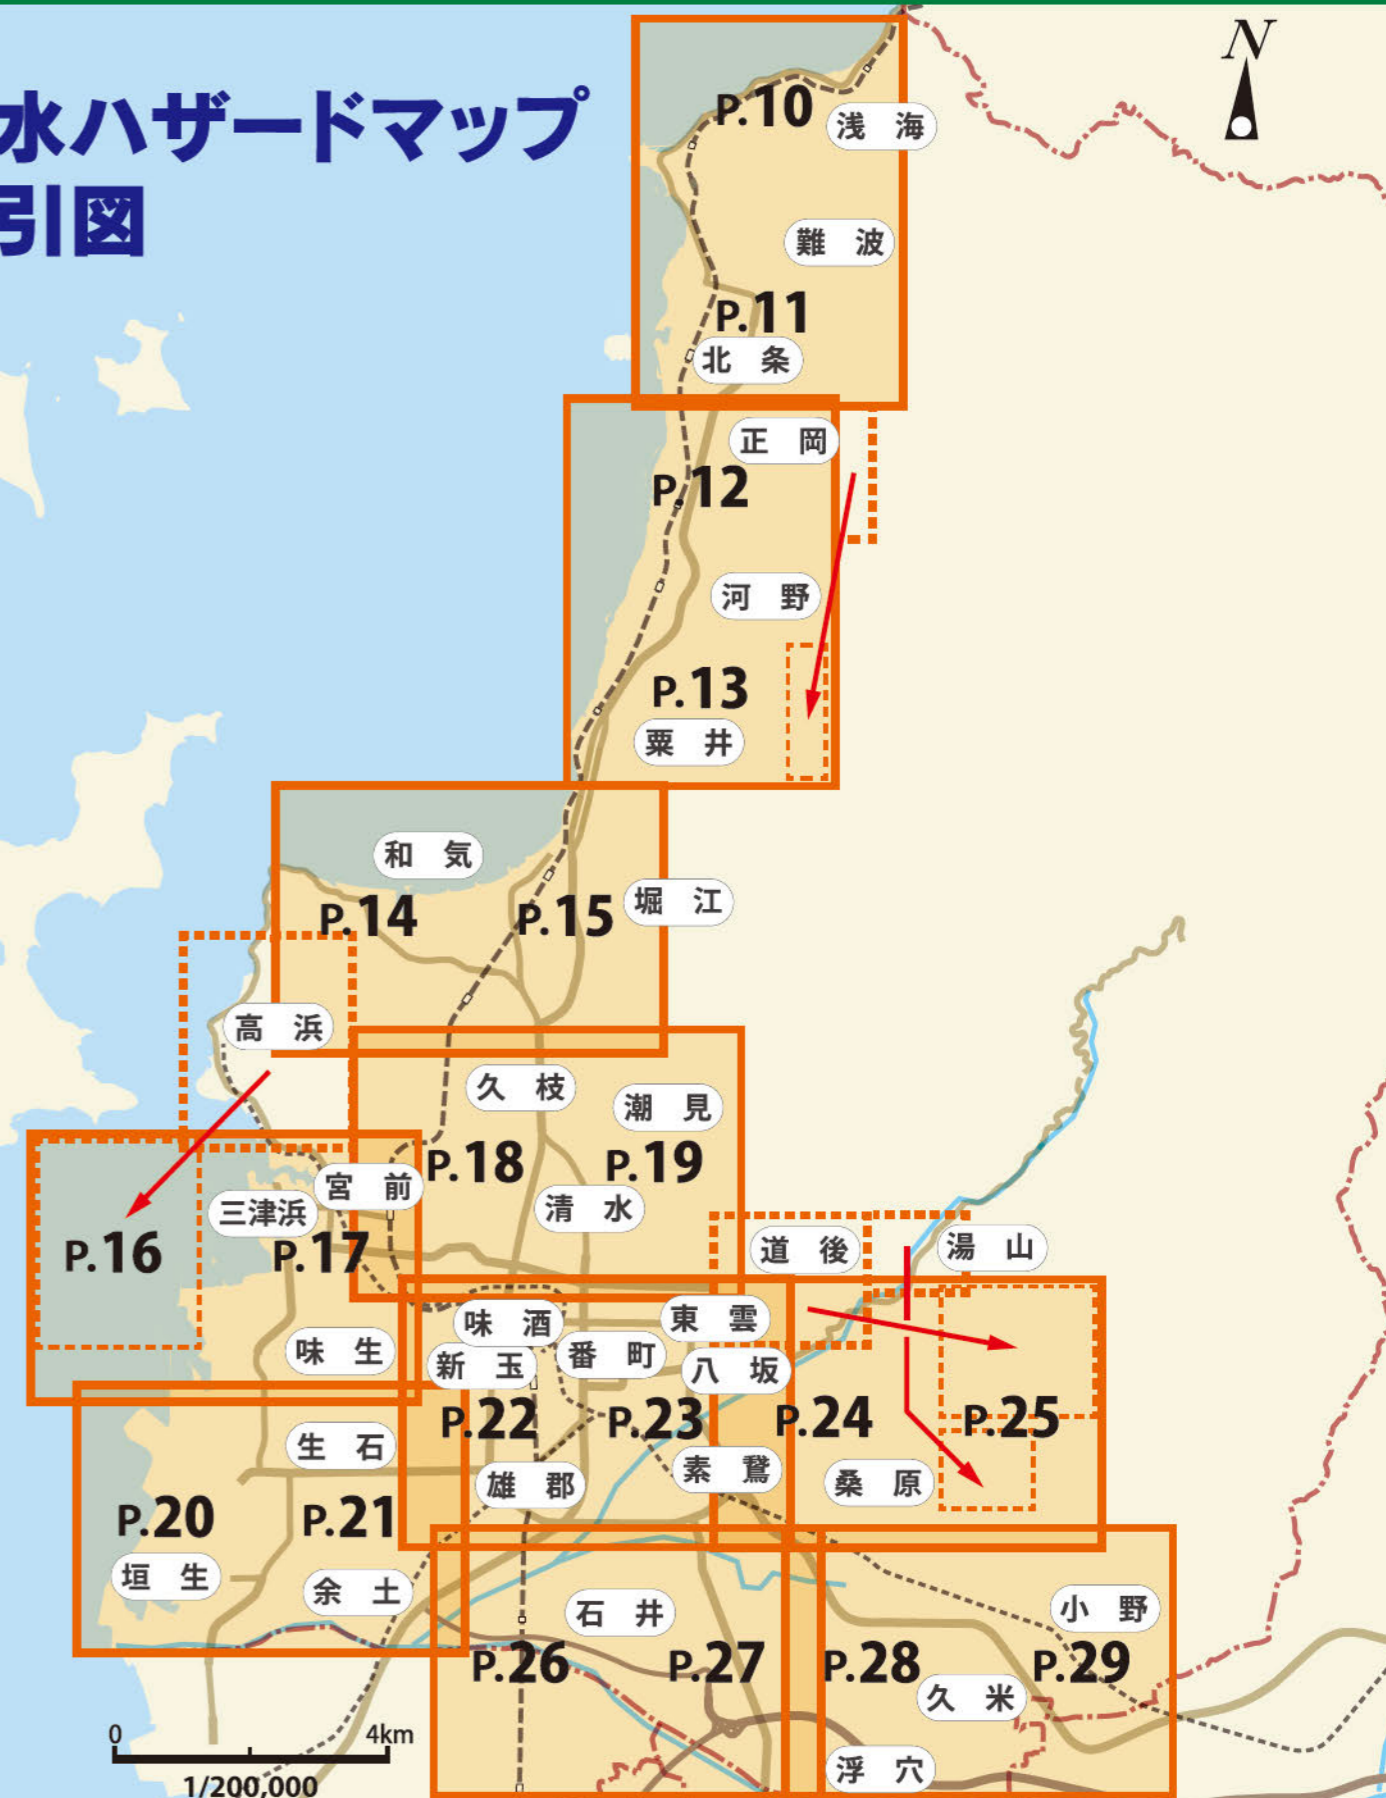 水ハザードマップ
引図
N
P.10
浅海
難波
P.11
北条
正岡
P.12
河野
P.13
粟井
和気
P.14
P.15
堀江
高浜
久枝
潮見
P.18
P.19
宮前
三津浜
清水
P.16
P.17
道後
湯山
味酒
東雲
味生
新玉
番町
八坂
P.22
P.23
P.24
P.25
生石
雄郡
素鵞
桑原
P.20
P.21
垣生
余土
石井
小野
P.26
P.27
P.28
P.29
久米
浮穴
0
4km
1/200,000